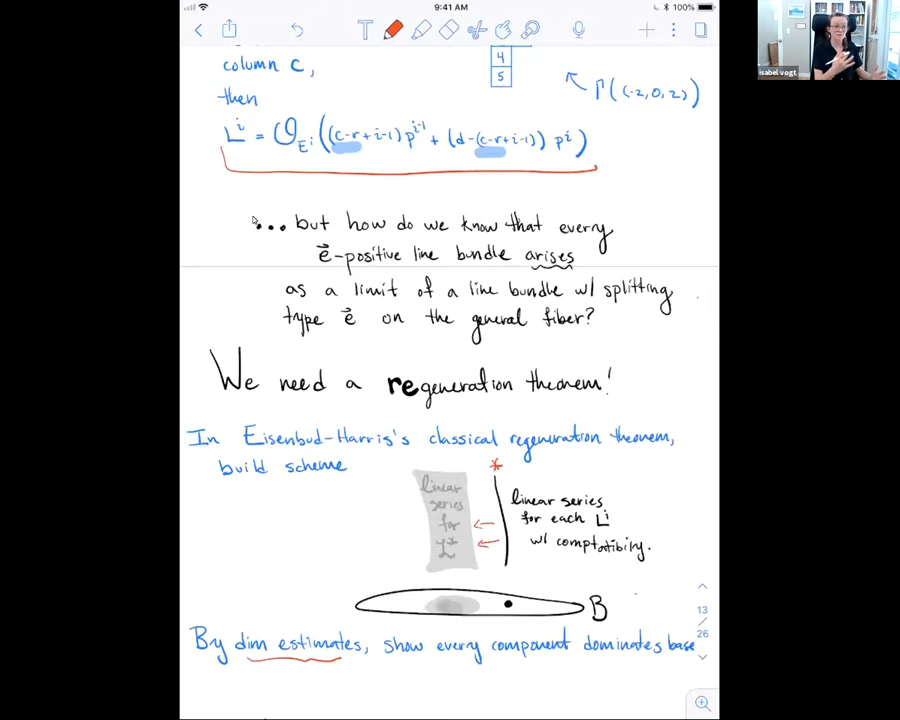 9:41 AM
100%
column c,
then
4
5
Γ((-2,0,2))
L^i = O_{E^i}((c-r+i-1)p^{i-1} + (d-(c-r+i-1))p^i)
... but how do we know that every
e⃗-positive line bundle arises
as a limit of a line bundle w/ splitting
type e⃗ on the general fiber?
We need a regeneration theorem!
In Eisenbud-Harris's classical regeneration theorem,
build scheme
*
linear
series
for
L*
linear series
for each L^i
w/ comptatibility.
B
By dim estimates, show every component dominates base
13
/
26
isabel vogt